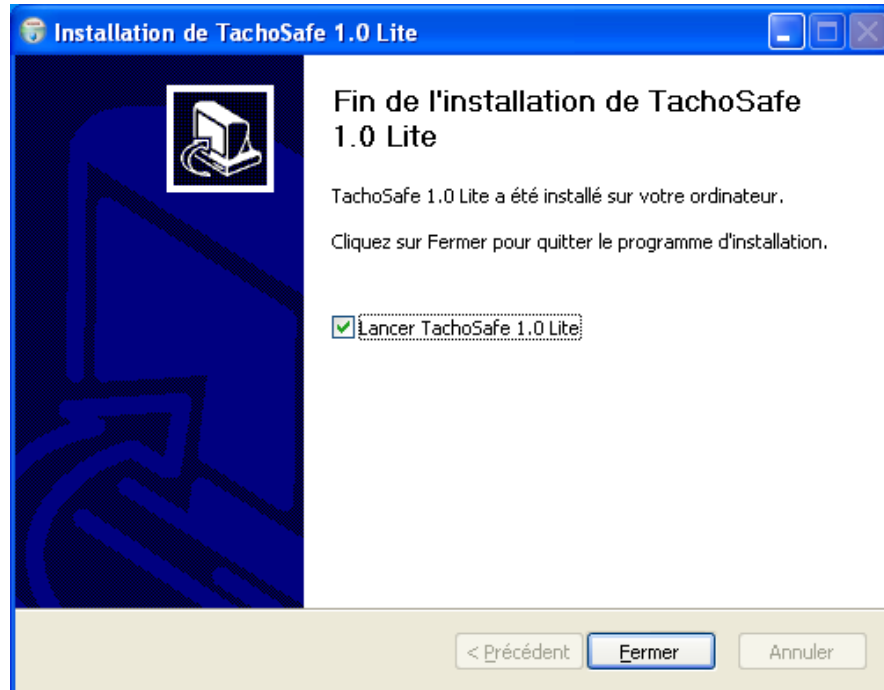 Installation de TachoSafe 1.0 Lite
Fin de l'installation de TachoSafe
1.0 Lite
TachoSafe 1.0 Lite a été installé sur votre ordinateur.
Cliquez sur Fermer pour quitter le programme d'installation.
Lancer TachoSafe 1.0 Lite
< Précédent
Fermer
Annuler